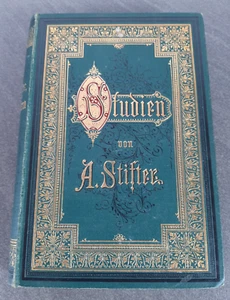 Studien
von
A. Stifter.